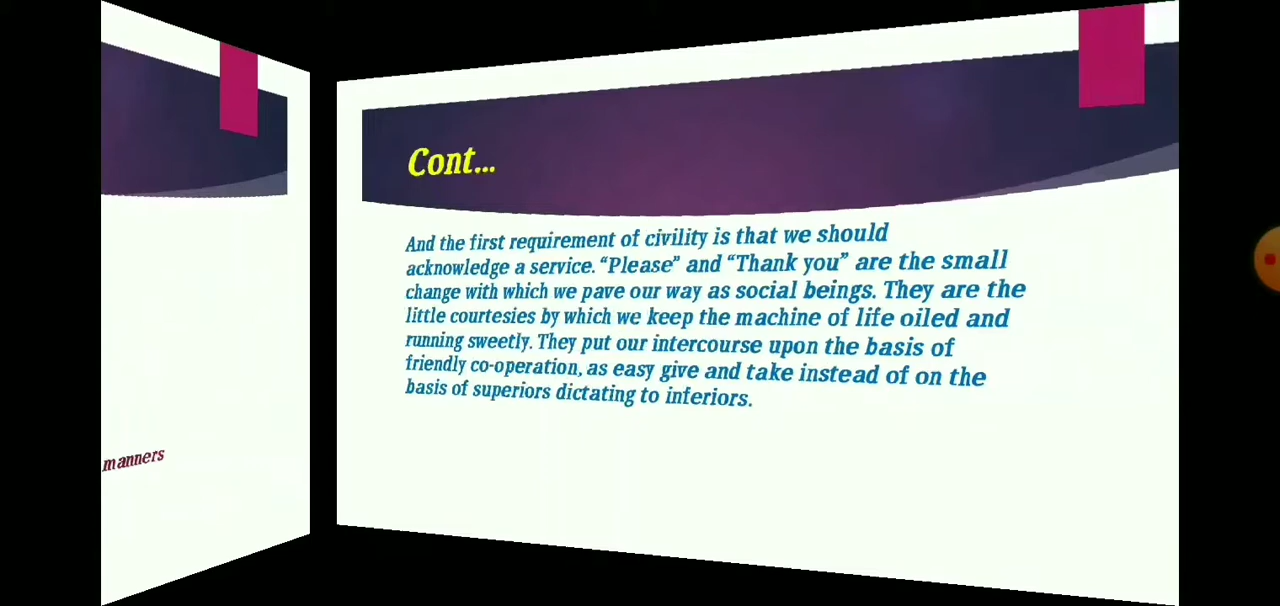 manners
Cont...
And the first requirement of civility is that we should
acknowledge a service. “Please” and “Thank you” are the small
change with which we pave our way as social beings. They are the
little courtesies by which we keep the machine of life oiled and
running sweetly. They put our intercourse upon the basis of
friendly co-operation, as easy give and take instead of on the
basis of superiors dictating to inferiors.